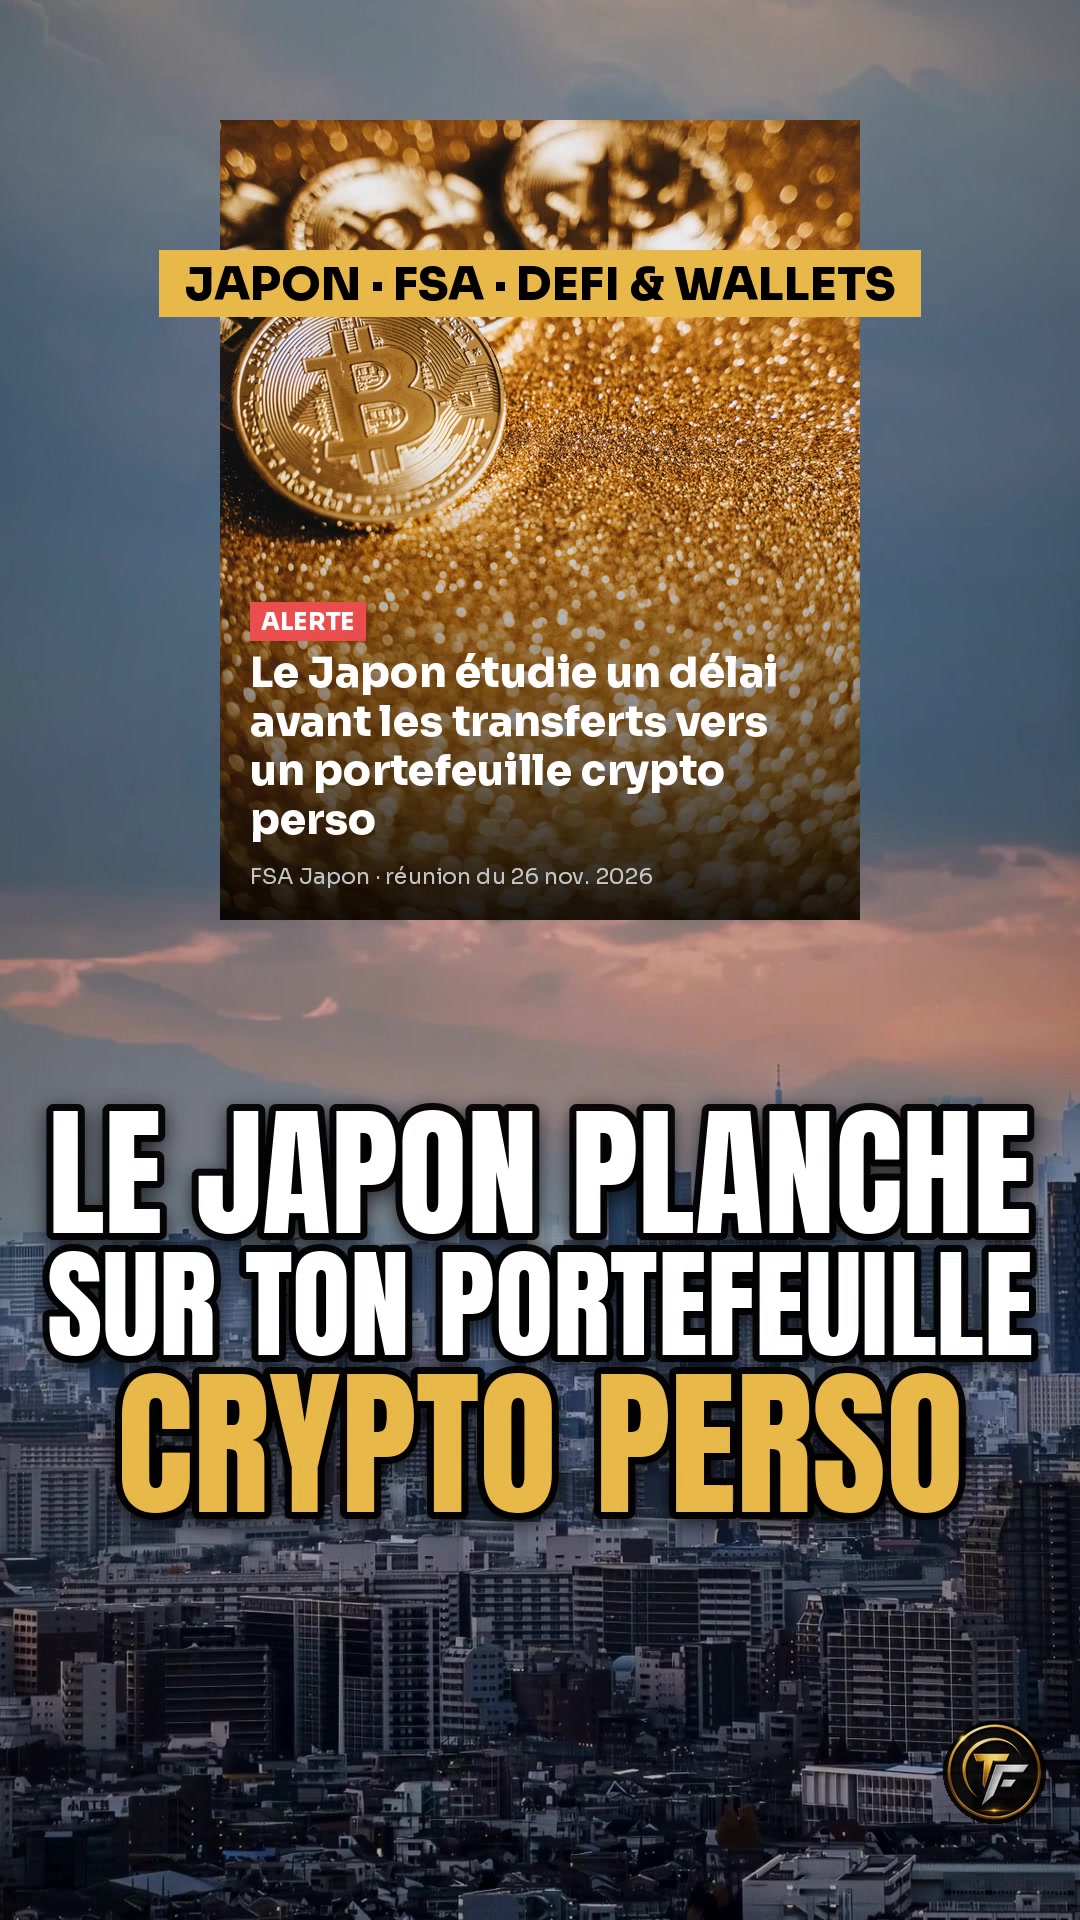 JAPON · FSA · DEFI & WALLETS
ALERTE
Le Japon étudie un délai
avant les transferts vers
un portefeuille crypto
perso
FSA Japon · réunion du 26 nov. 2026
LE JAPON PLANCHE
SUR TON PORTEFEUILLE
CRYPTO PERSO
TF